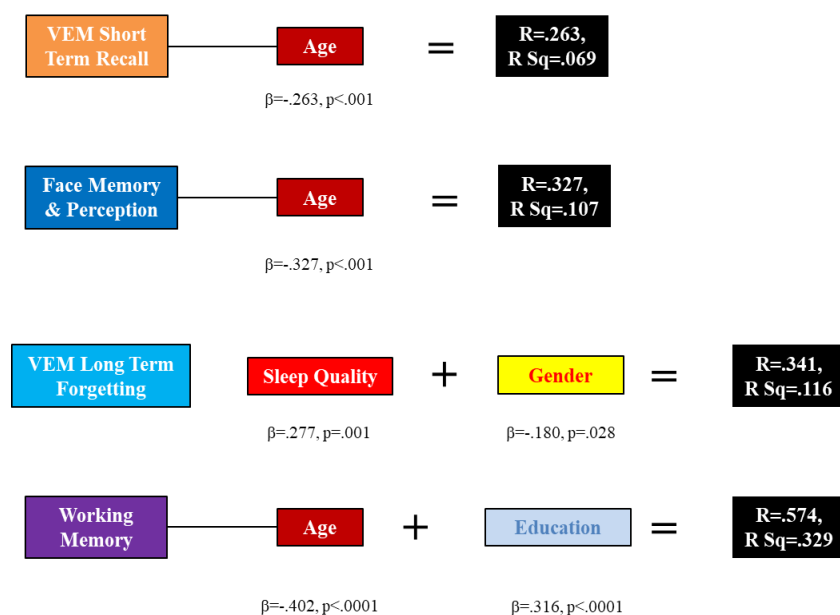 VEM Short
Term Recall
Age
=
R=.263,
R Sq=.069
β=-.263, p<.001
Face Memory
& Perception
Age
=
R=.327,
R Sq=.107
β=-.327, p<.001
VEM Long Term
Forgetting
Sleep Quality
+
Gender
=
R=.341,
R Sq=.116
β=.277, p=.001
β=-.180, p=.028
Working
Memory
Age
+
Education
=
R=.574,
R Sq=.329
β=-.402, p<.0001
β=.316, p<.0001